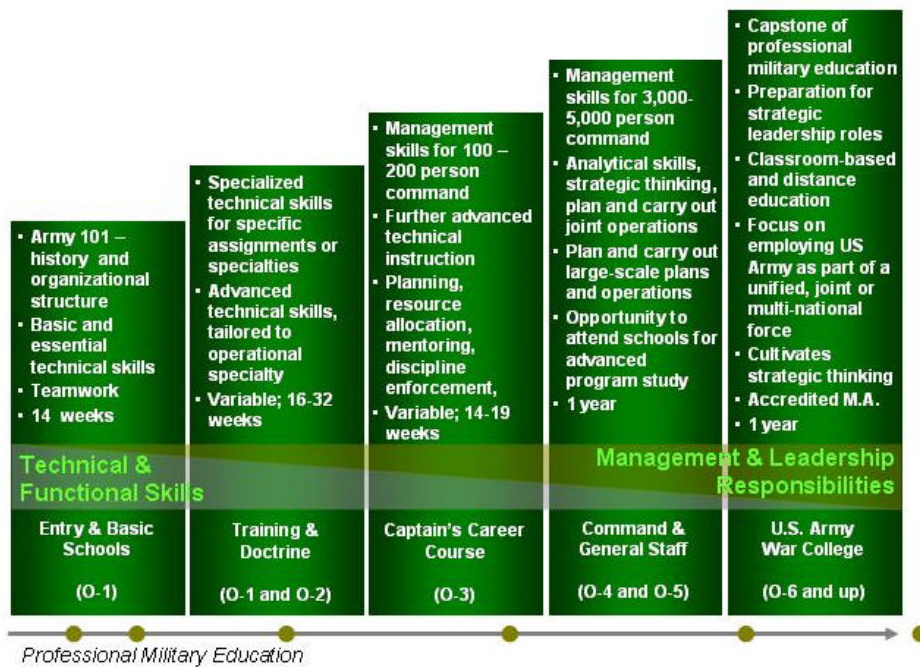 ▪ Army 101 –
history and
organizational
structure
▪ Basic and
essential
technical skills
▪ Teamwork
▪ 14 weeks
▪ Specialized
technical skills
for specific
assignments or
specialties
▪ Advanced
technical skills,
tailored to
operational
specialty
▪ Variable; 16-32
weeks
▪ Management
skills for 100 –
200 person
command
▪ Further advanced
technical
instruction
▪ Planning,
resource
allocation,
mentoring,
discipline
enforcement,
▪ Variable; 14-19
weeks
▪ Management
skills for 3,000-
5,000 person
command
▪ Analytical skills,
strategic thinking,
plan and carry out
joint operations
▪ Plan and carry out
large-scale plans
and operations
▪ Opportunity to
attend schools for
advanced
program study
▪ 1 year
▪ Capstone of
professional
military education
▪ Preparation for
strategic
leadership roles
▪ Classroom-based
and distance
education
▪ Focus on
employing US
Army as part of a
unified, joint or
multi-national
force
▪ Cultivates
strategic thinking
▪ Accredited M.A.
▪ 1 year
Technical &
Functional Skills
Management & Leadership
Responsibilities
Entry & Basic
Schools
(O-1)
Training &
Doctrine
(O-1 and O-2)
Captain's Career
Course
(O-3)
Command &
General Staff
(O-4 and O-5)
U.S. Army
War College
(O-6 and up)
Professional Military Education